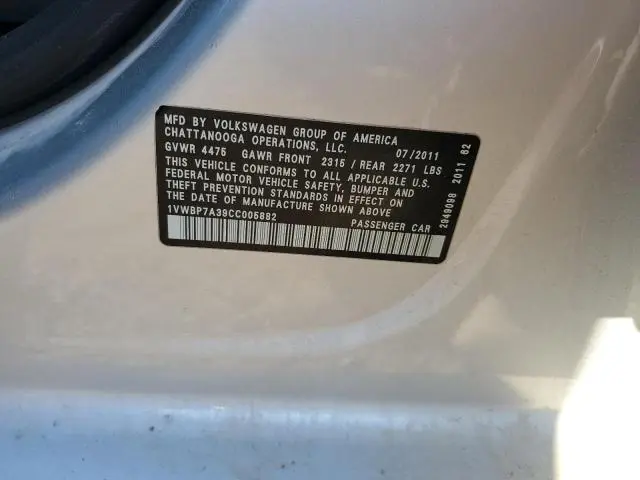 MFD BY VOLKSWAGEN GROUP OF AMERICA
CHATTANOOGA OPERATIONS, LLC. 07/2011
GVWR 4475 GAWR FRONT 2315 / REAR 2271 LBS
THIS VEHICLE CONFORMS TO ALL APPLICABLE U.S.
FEDERAL MOTOR VEHICLE SAFETY, BUMPER AND
THEFT PREVENTION STANDARDS IN EFFECT ON
THE DATE OF MANUFACTURE SHOWN ABOVE.
1VWBP7A39CC005882 PASSENGER CAR
2949098 2011 62